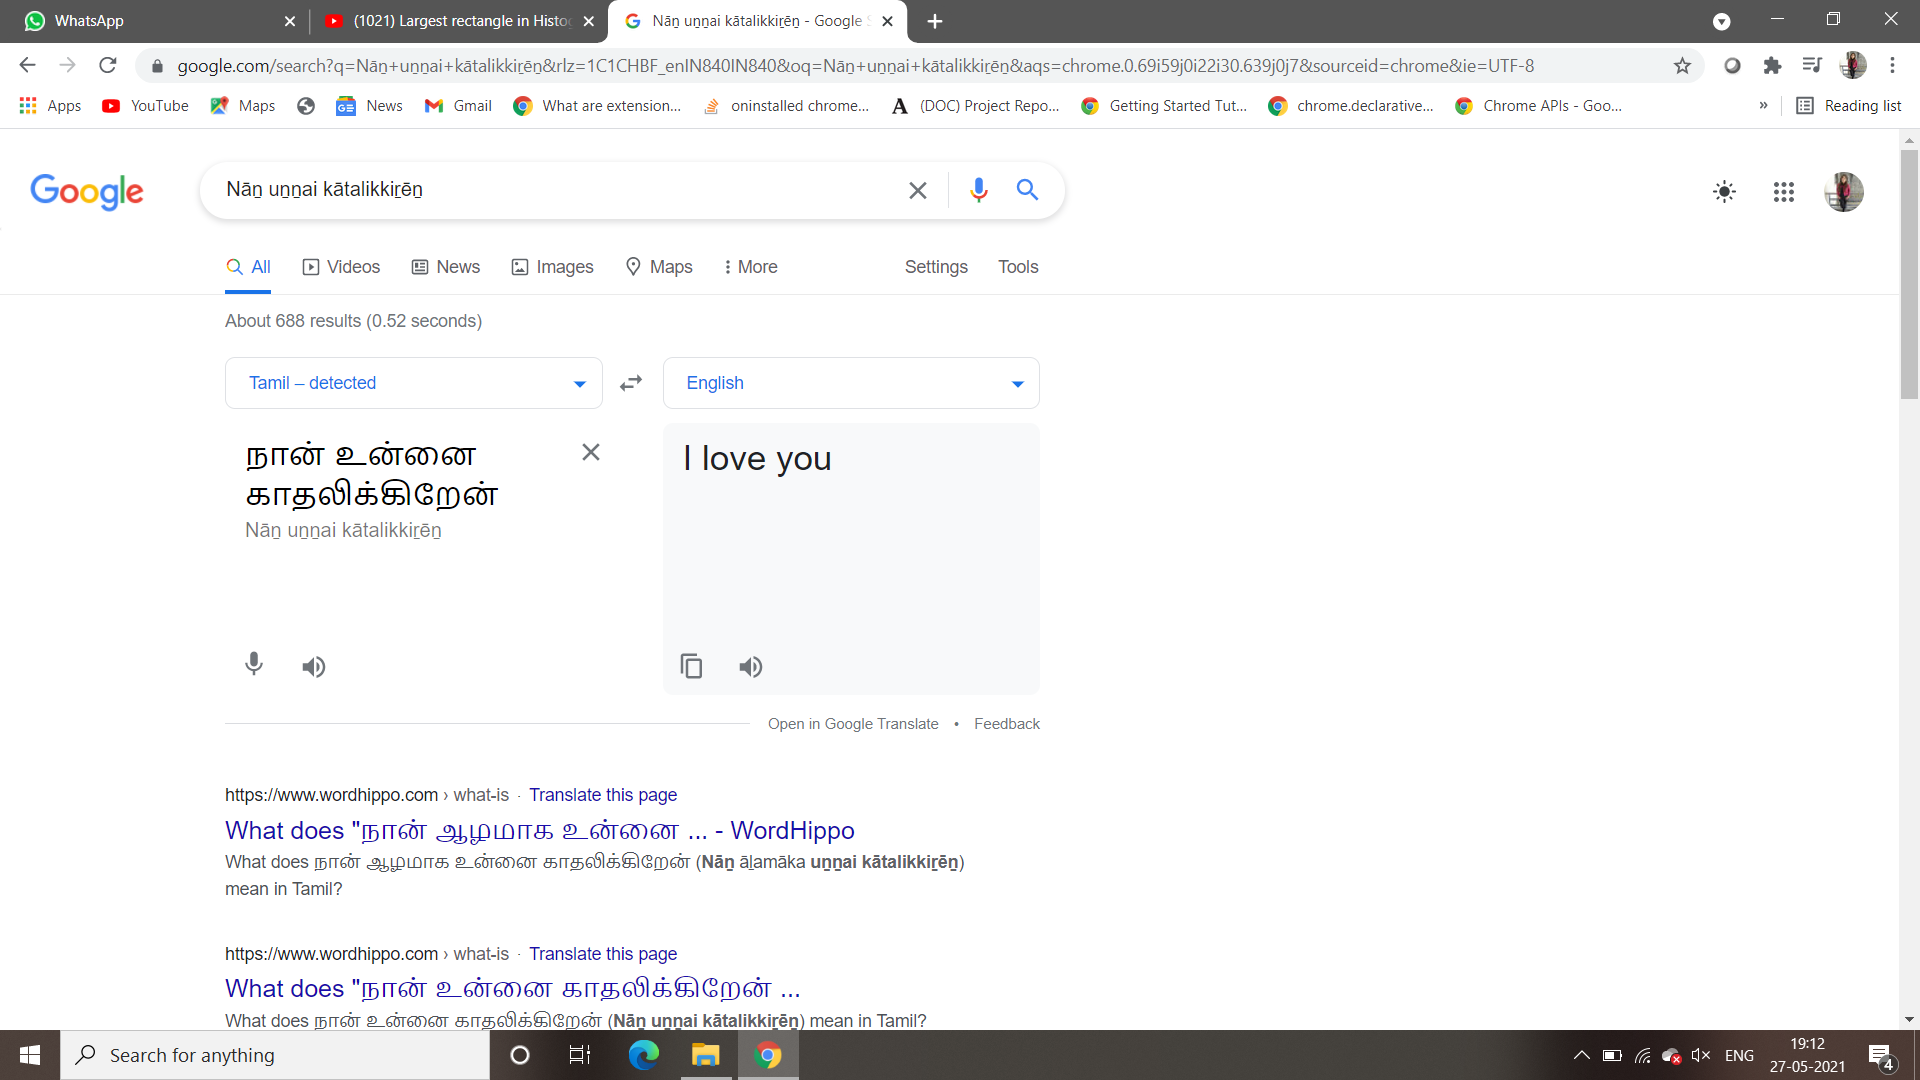 WhatsApp
(1021) Largest rectangle in Histo
Nāṉ uṉṉai kātalikkiṟēṉ - Google S
google.com/search?q=Nāṉ+uṉṉai+kātalikkiṟēṉ&rlz=1C1CHBF_enIN840IN840&oq=Nāṉ+uṉṉai+kātalikkiṟēṉ&aqs=chrome.0.69i59j0i22i30.639j0j7&sourceid=chrome&ie=UTF-8
Apps YouTube Maps News Gmail What are extension... oninstalled chrome... (DOC) Project Repo... Getting Started Tut... chrome.declarative... Chrome APIs - Goo... » Reading list
Google
Nāṉ uṉṉai kātalikkiṟēṉ
All Videos News Images Maps More Settings Tools
About 688 results (0.52 seconds)
Tamil – detected English
நான் உன்னை
காதலிக்கிறேன்
Nāṉ uṉṉai kātalikkiṟēṉ
I love you
Open in Google Translate • Feedback
https://www.wordhippo.com › what-is · Translate this page
What does "நான் ஆழமாக உன்னை ... - WordHippo
What does நான் ஆழமாக உன்னை காதலிக்கிறேன் (Nāṉ āḻamāka uṉṉai kātalikkiṟēṉ)
mean in Tamil?
https://www.wordhippo.com › what-is · Translate this page
What does "நான் உன்னை காதலிக்கிறேன் ...
What does நான் உன்னை காதலிக்கிறேன் (Nāṉ uṉṉai kātalikkiṟēṉ) mean in Tamil?
Search for anything
ENG
19:12
27-05-2021
4